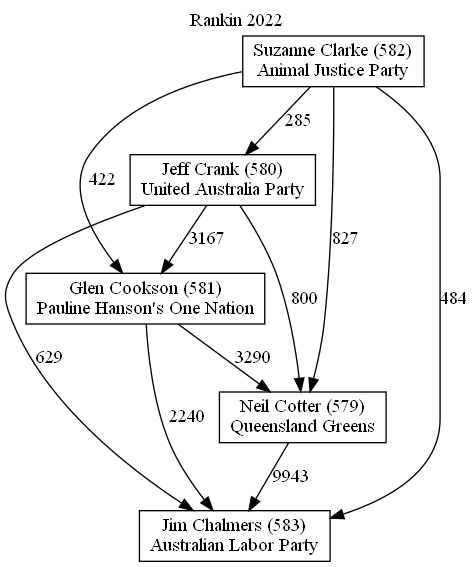 Rankin 2022
Suzanne Clarke (582)
Animal Justice Party
285
Jeff Crank (580)
United Australia Party
422
3167
827
Glen Cookson (581)
Pauline Hanson's One Nation
800
484
629
3290
Neil Cotter (579)
Queensland Greens
2240
9943
Jim Chalmers (583)
Australian Labor Party